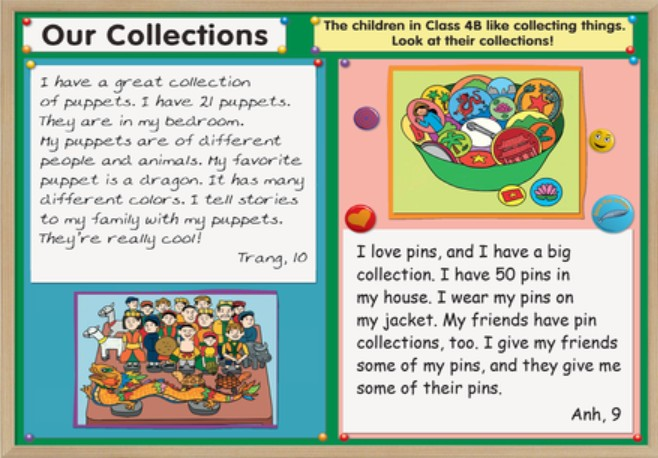 Our Collections
The children in Class 4B like collecting things.
Look at their collections!
I have a great collection
of puppets. I have 21 puppets.
They are in my bedroom.
My puppets are of different
people and animals. My favorite
puppet is a dragon. It has many
different colors. I tell stories
to my family with my puppets.
They're really cool!
Trang, 10
I love pins, and I have a big
collection. I have 50 pins in
my house. I wear my pins on
my jacket. My friends have pin
collections, too. I give my friends
some of my pins, and they give me
some of their pins.
Anh, 9